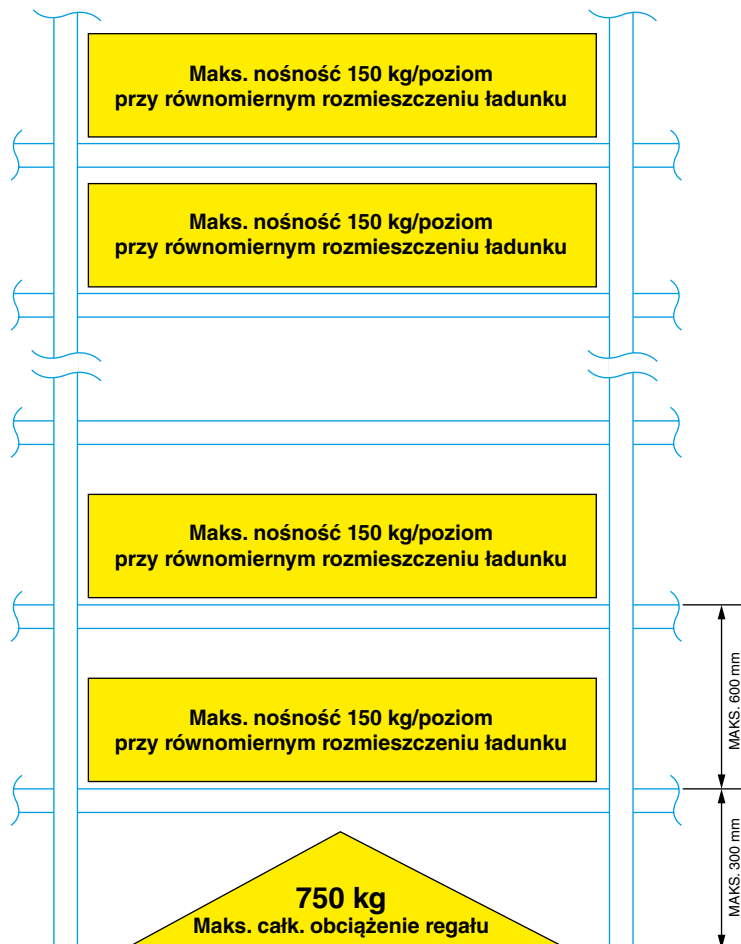 Maks. nośność 150 kg/poziom
przy równomiernym rozmieszczeniu ładunku
Maks. nośność 150 kg/poziom
przy równomiernym rozmieszczeniu ładunku
Maks. nośność 150 kg/poziom
przy równomiernym rozmieszczeniu ładunku
MAKS. 600 mm
Maks. nośność 150 kg/poziom
przy równomiernym rozmieszczeniu ładunku
MAKS. 300 mm
750 kg
Maks. całk. obciążenie regału